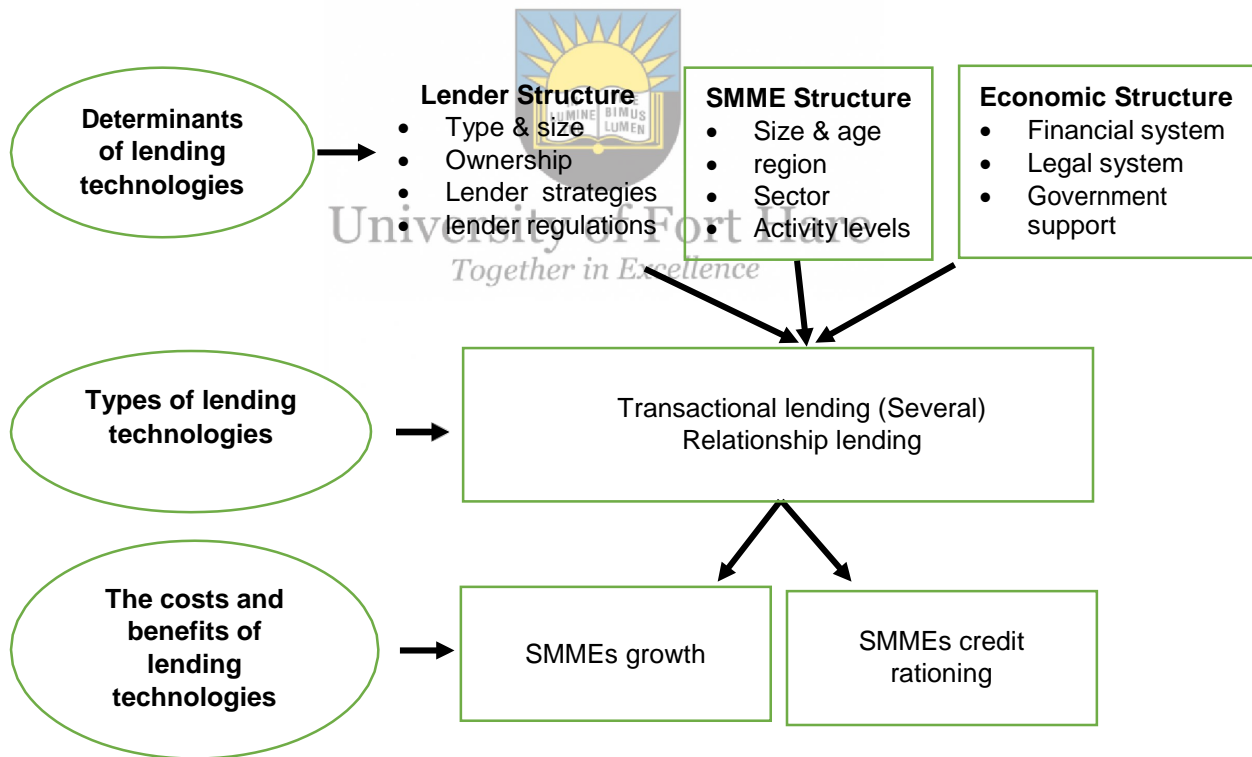 Determinants
of lending
technologies
Lender Structure
• Type & size
• Ownership
• Lender strategies
• lender regulations
SMME Structure
• Size & age
• region
• Sector
• Activity levels
Economic Structure
• Financial system
• Legal system
• Government
support
LUMINE BIMUS
LUMEN
University of Fort Hare
Together in Excellence
Types of lending
technologies
Transactional lending (Several)
Relationship lending
The costs and
benefits of
lending
technologies
SMMEs growth
SMMEs credit
rationing